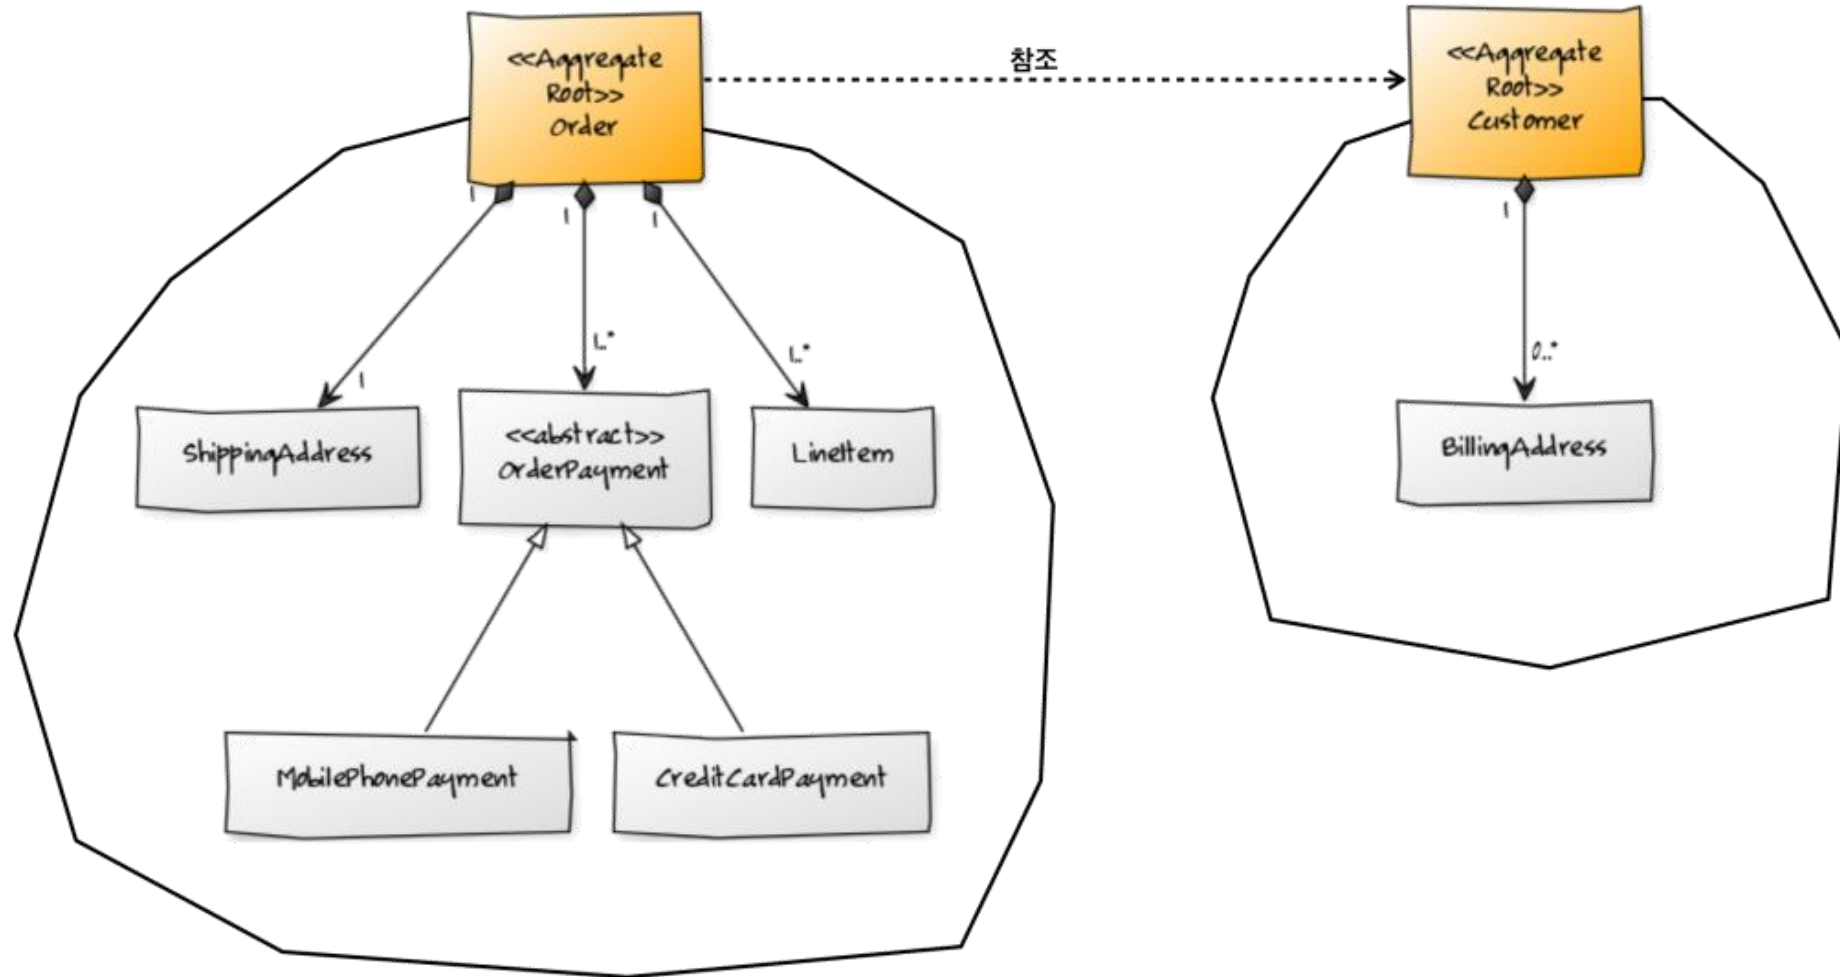 <<Aggregate
Root>>
Order
참조
<<Aggregate
Root>>
Customer
1
1
1
1
1
1..*
1..*
0..*
ShippingAddress
<<abstract>>
OrderPayment
LineItem
BillingAddress
MobilePhonePayment
CreditCardPayment